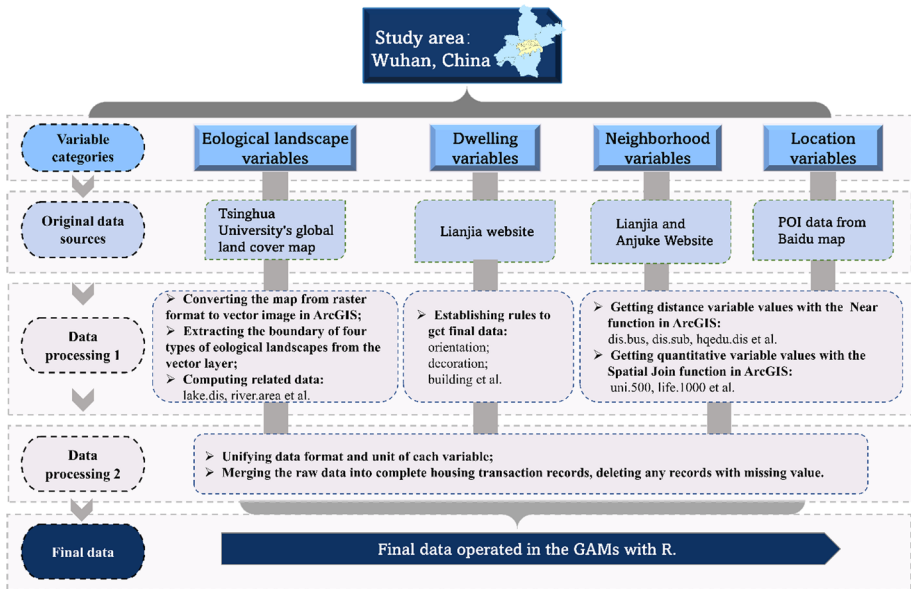 Study area:
Wuhan, China
Variable
categories
Eological landscape
variables
Dwelling
variables
Neighborhood
variables
Location
variables
Original data
sources
Tsinghua
University's global
land cover map
Lianjia website
Lianjia and
Anjuke Website
POI data from
Baidu map
Data
processing 1
➢ Converting the map from raster
format to vector image in ArcGIS;
➢ Extracting the boundary of four
types of eological landscapes from the
vector layer;
➢ Computing related data:
lake.dis, river.area et al.
➢ Establishing rules to
get final data:
orientation;
decoration;
building et al.
➢ Getting distance variable values with the Near
function in ArcGIS:
dis.bus, dis.sub, hqedu.dis et al.
➢ Getting quantitative variable values with the
Spatial Join function in ArcGIS:
uni.500, life.1000 et al.
Data
processing 2
➢ Unifying data format and unit of each variable;
➢ Merging the raw data into complete housing transaction records, deleting any records with missing value.
Final data
Final data operated in the GAMs with R.